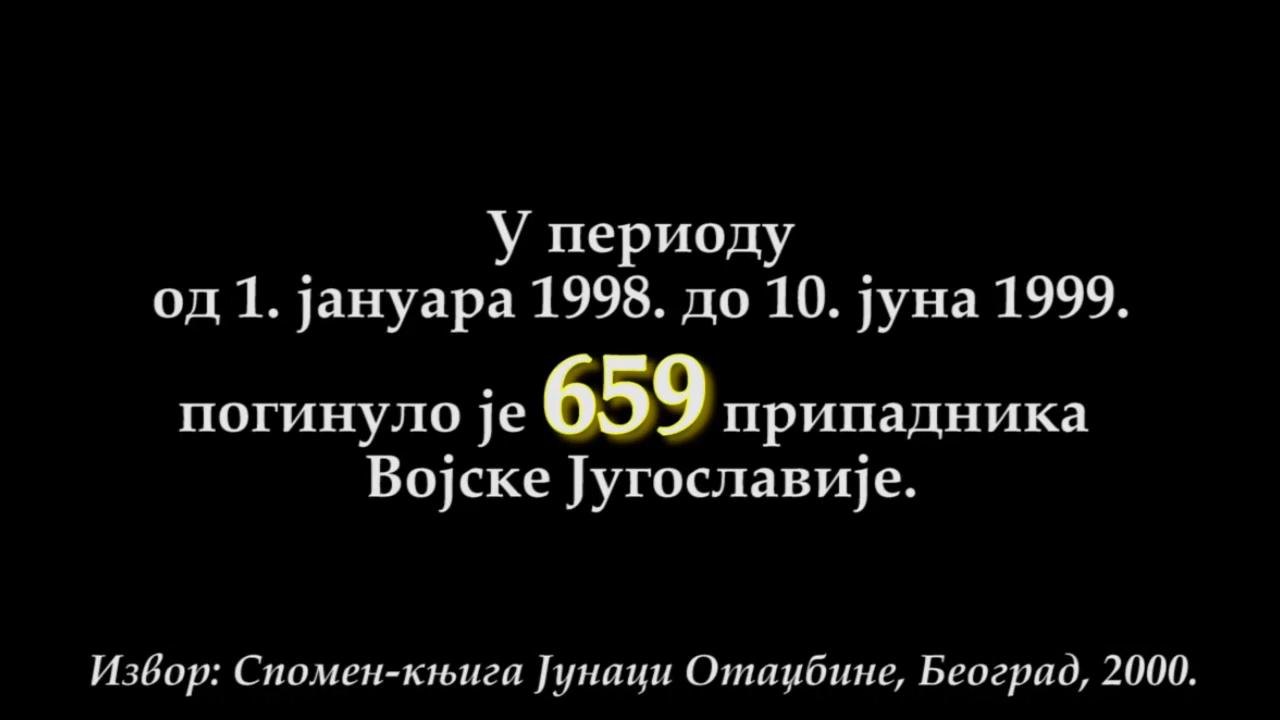 У периоду
од 1. јануара 1998. до 10. јуна 1999.
погинуло је 659 припадника
Војске Југославије.
Извор: Спомен-књига Јунаци Отаџбине, Београд, 2000.